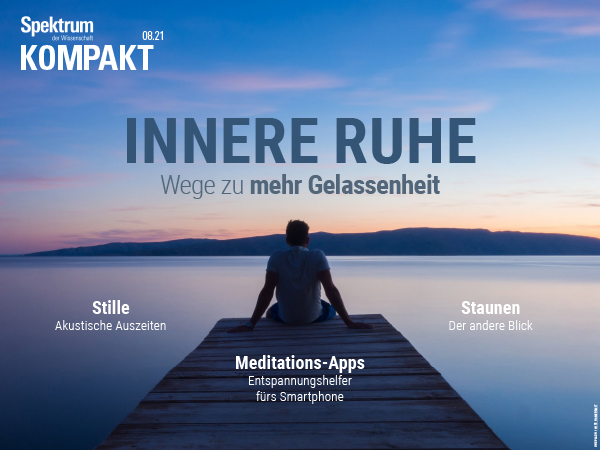 Spektrum
der Wissenschaft
08.21
KOMPAKT
INNERE RUHE
Wege zu mehr Gelassenheit
Stille
Akustische Auszeiten
Staunen
Der andere Blick
Meditations-Apps
Entspannungshelfer
fürs Smartphone